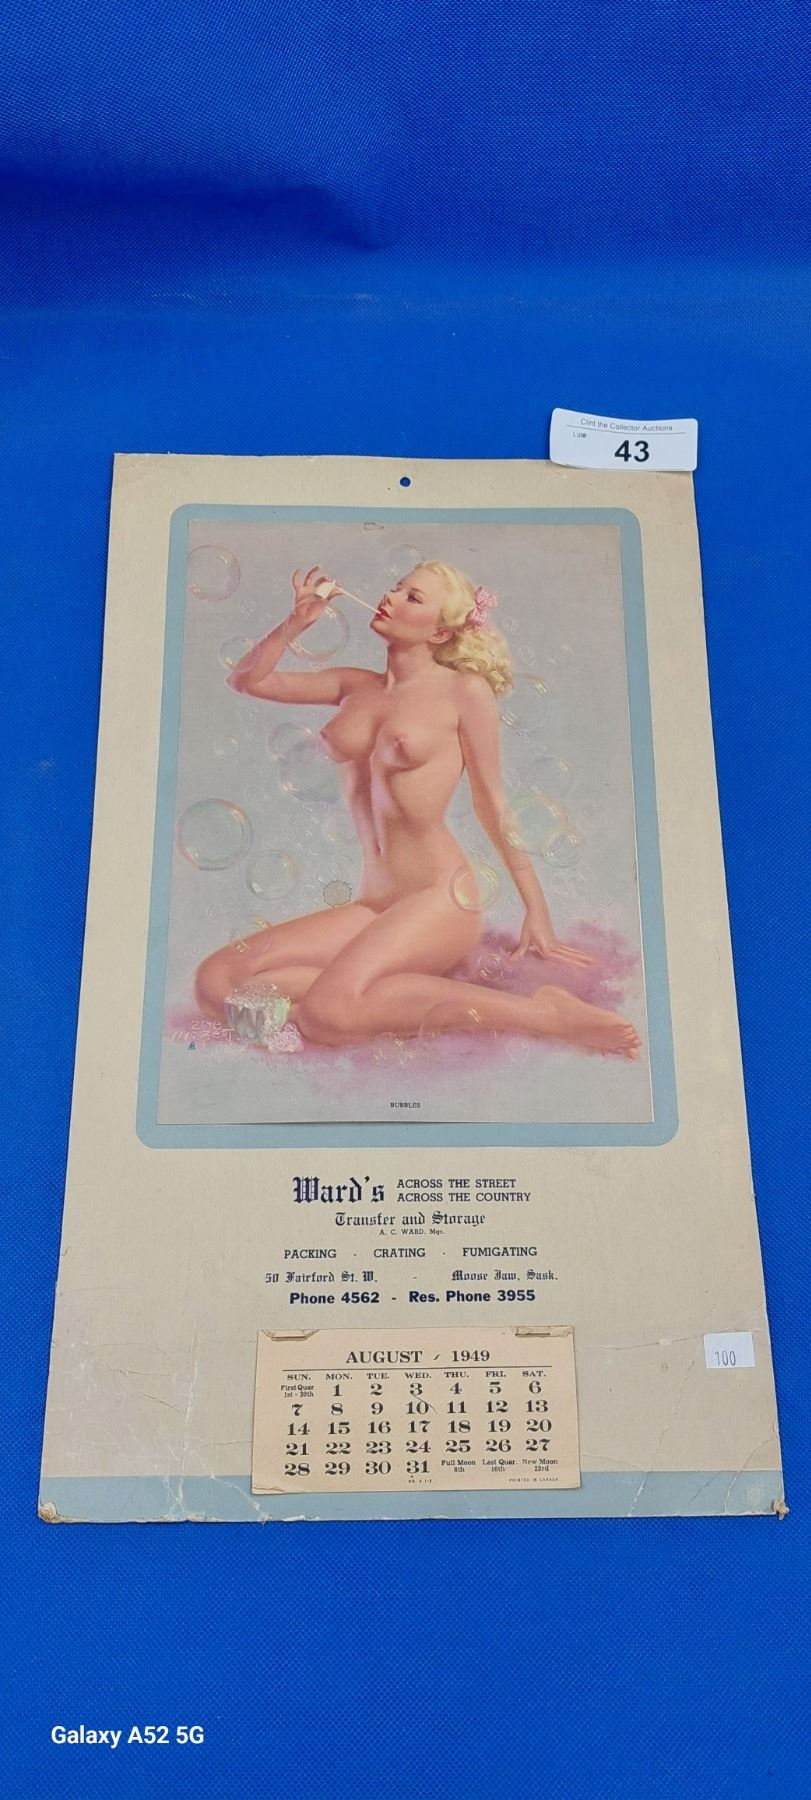 Clint the Collector Auctions
Lot#:
43
BUBBLES
Ward's ACROSS THE STREET
ACROSS THE COUNTRY
Transfer and Storage
A. C. WARD. Mgr.
PACKING - CRATING - FUMIGATING
50 Fairford St. W. - Moose Jaw, Sask.
Phone 4562 - Res. Phone 3955
100
AUGUST 1949
SUN. MON. TUE. WED. THU. FRI. SAT.
First Quar. 1st - 30th 1 2 3 4 5 6
7 8 9 10 11 12 13
14 15 16 17 18 19 20
21 22 23 24 25 26 27
28 29 30 31 Full Moon 8th Last Quar. 16th New Moon 23rd
PRINTED IN CANADA
Galaxy A52 5G